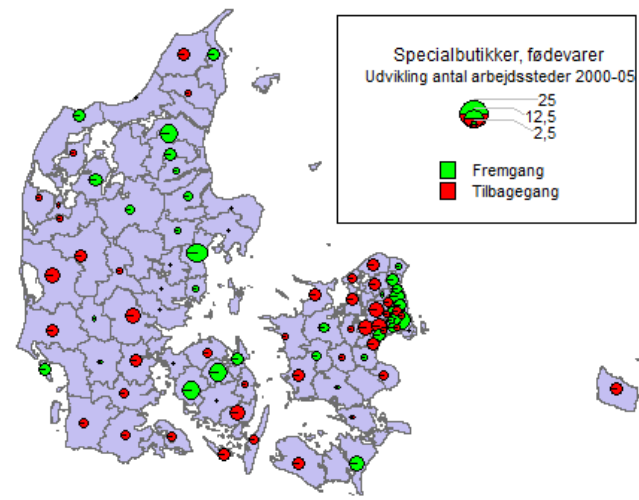 Specialbutikker, fødevarer
Udvikling antal arbejdssteder 2000-05
25
12,5
2,5
Fremgang
Tilbagegang